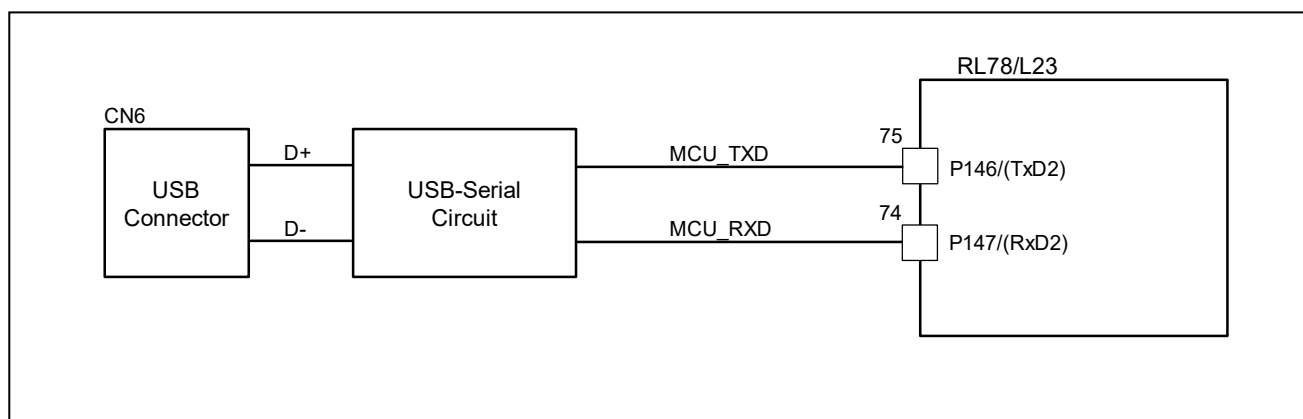 RL78/L23
CN6
USB
Connector
D+
D-
USB-Serial
Circuit
MCU_TXD
MCU_RXD
75
P146/(TxD2)
74
P147/(RxD2)